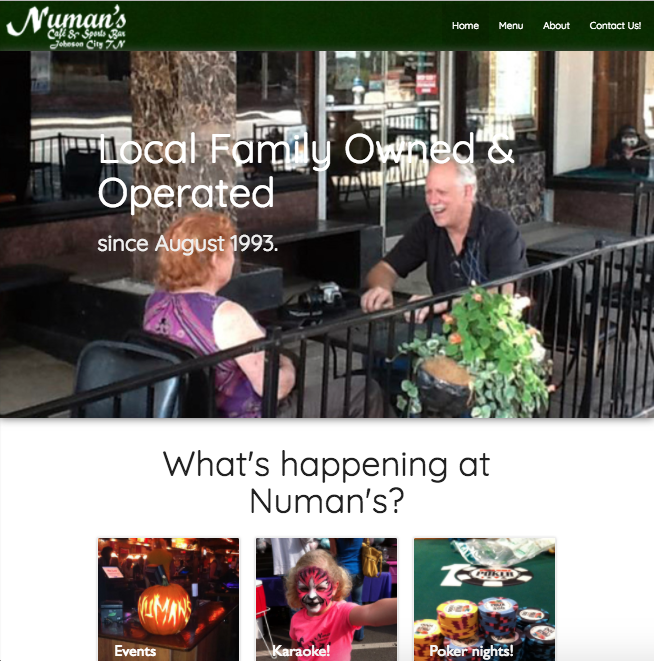 Numan's
Café & Sports Bar
Johnson City TN
Home Menu About Contact Us!
Local Family Owned &
Operated
since August 1993.
What's happening at
Numan's?
NUMANS
POKER
Events Karaoke! Poker nights!